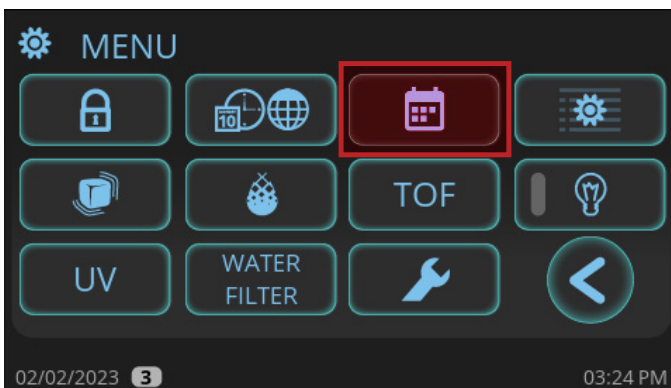 MENU
10
TOF
UV
WATER
FILTER
02/02/2023 3
03:24 PM